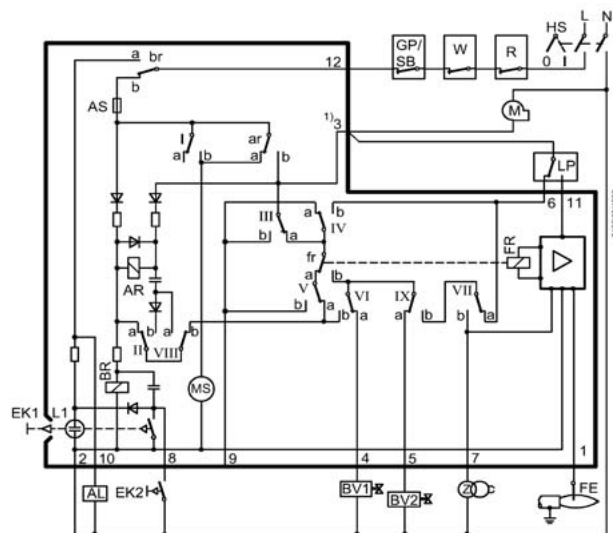 L N
HS
a br
GP/
SB
W
R
12
0 I
b
M
AS
1)
3
I
ar
a b
a b
LP
6 11
a b
III
IV
b a
FR
fr
a b
AR
V
VI
IX
VII
a b a
b a
b a
a b
b a
II
VIII
BR
MS
EK1 L1
2 10 8 9 4 5 7 1
AL
EK2
BV1
BV2
Z
FE